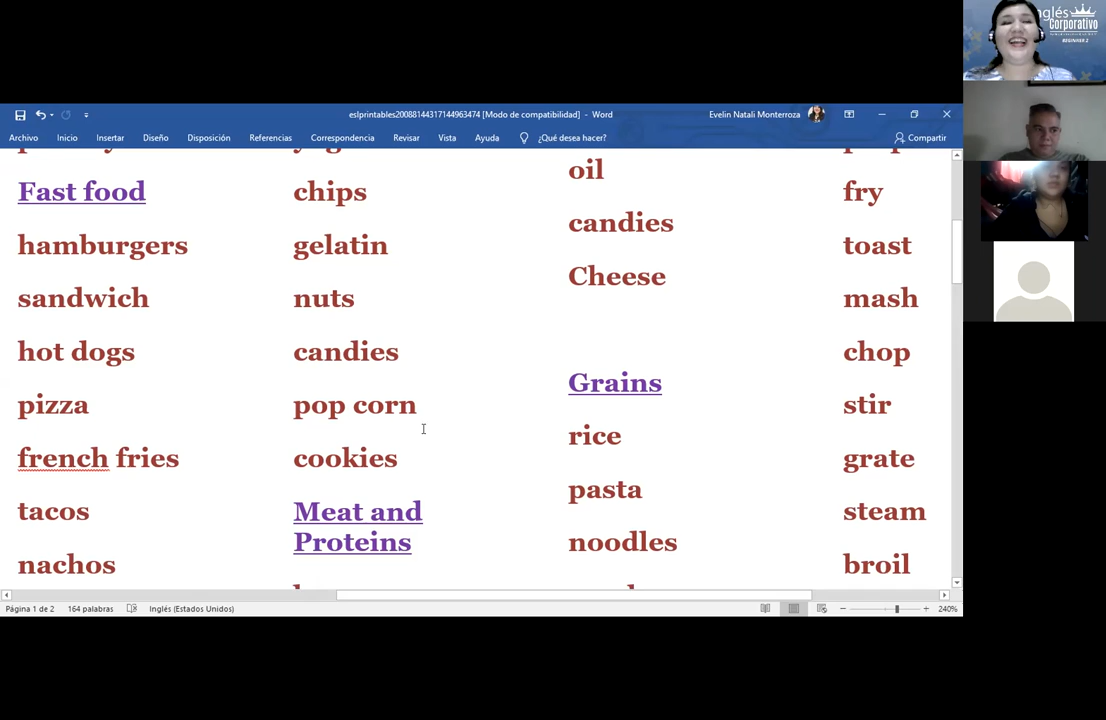 Inglés
Corporativo
BEGINNER 2
eslprintables20088144317144963474 [Modo de compatibilidad] - Word
Evelin Natali Monterroza
Archivo Inicio Insertar Diseño Disposición Referencias Correspondencia Revisar Vista Ayuda ¿Qué desea hacer? Compartir
Fast food
hamburgers
sandwich
hot dogs
pizza
french fries
tacos
nachos
chips
gelatin
nuts
candies
pop corn
cookies
Meat and
Proteins
oil
candies
Cheese
Grains
rice
pasta
noodles
fry
toast
mash
chop
stir
grate
steam
broil
Página 1 de 2 164 palabras Inglés (Estados Unidos) 240%